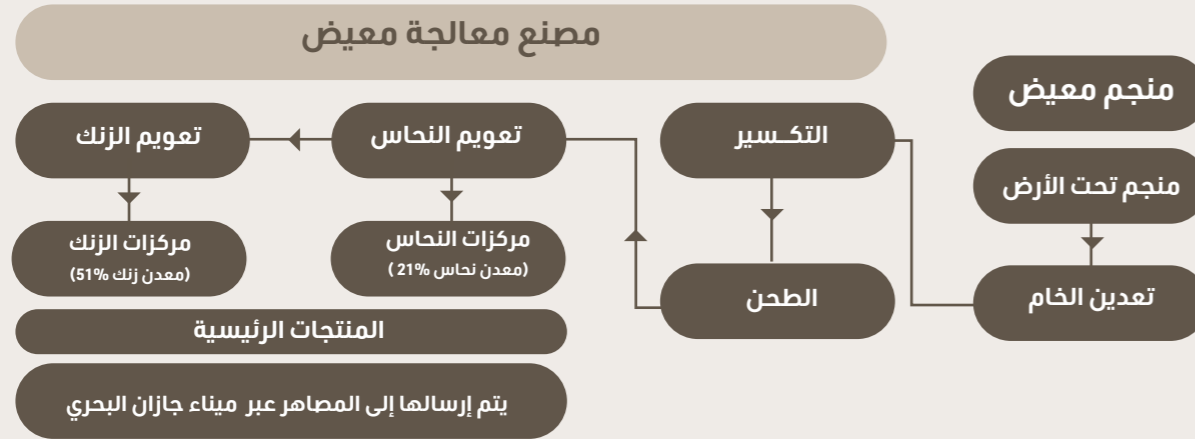 مصنع معالجة معيض
منجم معيض
منجم تحت الأرض
تعدين الخام
التكــسير
الطحن
تعويم النحاس
مركزات النحاس
(معدن نحاس 21% )
تعويم الزنك
مركزات الزنك
(معدن زنك 51%)
المنتجات الرئيسية
يتم إرسالها إلى المصاهر عبر ميناء جازان البحري